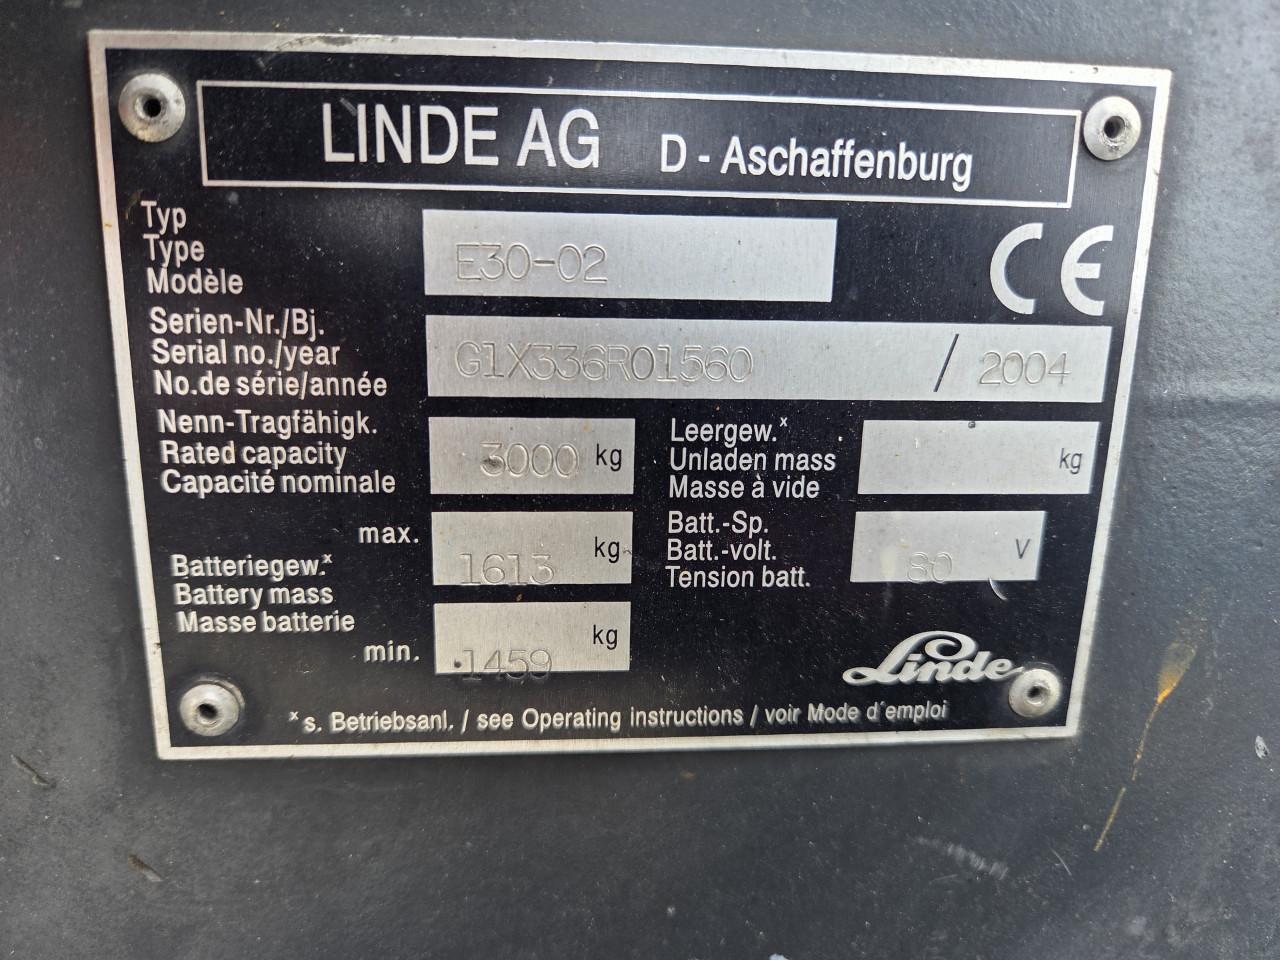 LINDE AG D - Aschaffenburg
Typ
Type
Modèle
E30-02
CE
Serien-Nr./Bj.
Serial no./year
No.de série/année
G1X336R01560 / 2004
Nenn-Tragfähigk.
Rated capacity
Capacité nominale
3000 kg
Leergew.x
Unladen mass
Masse à vide
kg
max.
1613 kg
Batteriegew.x
Battery mass
Masse batterie
min.
1459 kg
Batt.-Sp.
Batt.-volt.
Tension batt.
80 V
Linde
x s. Betriebsanl. / see Operating instructions / voir Mode d'emploi